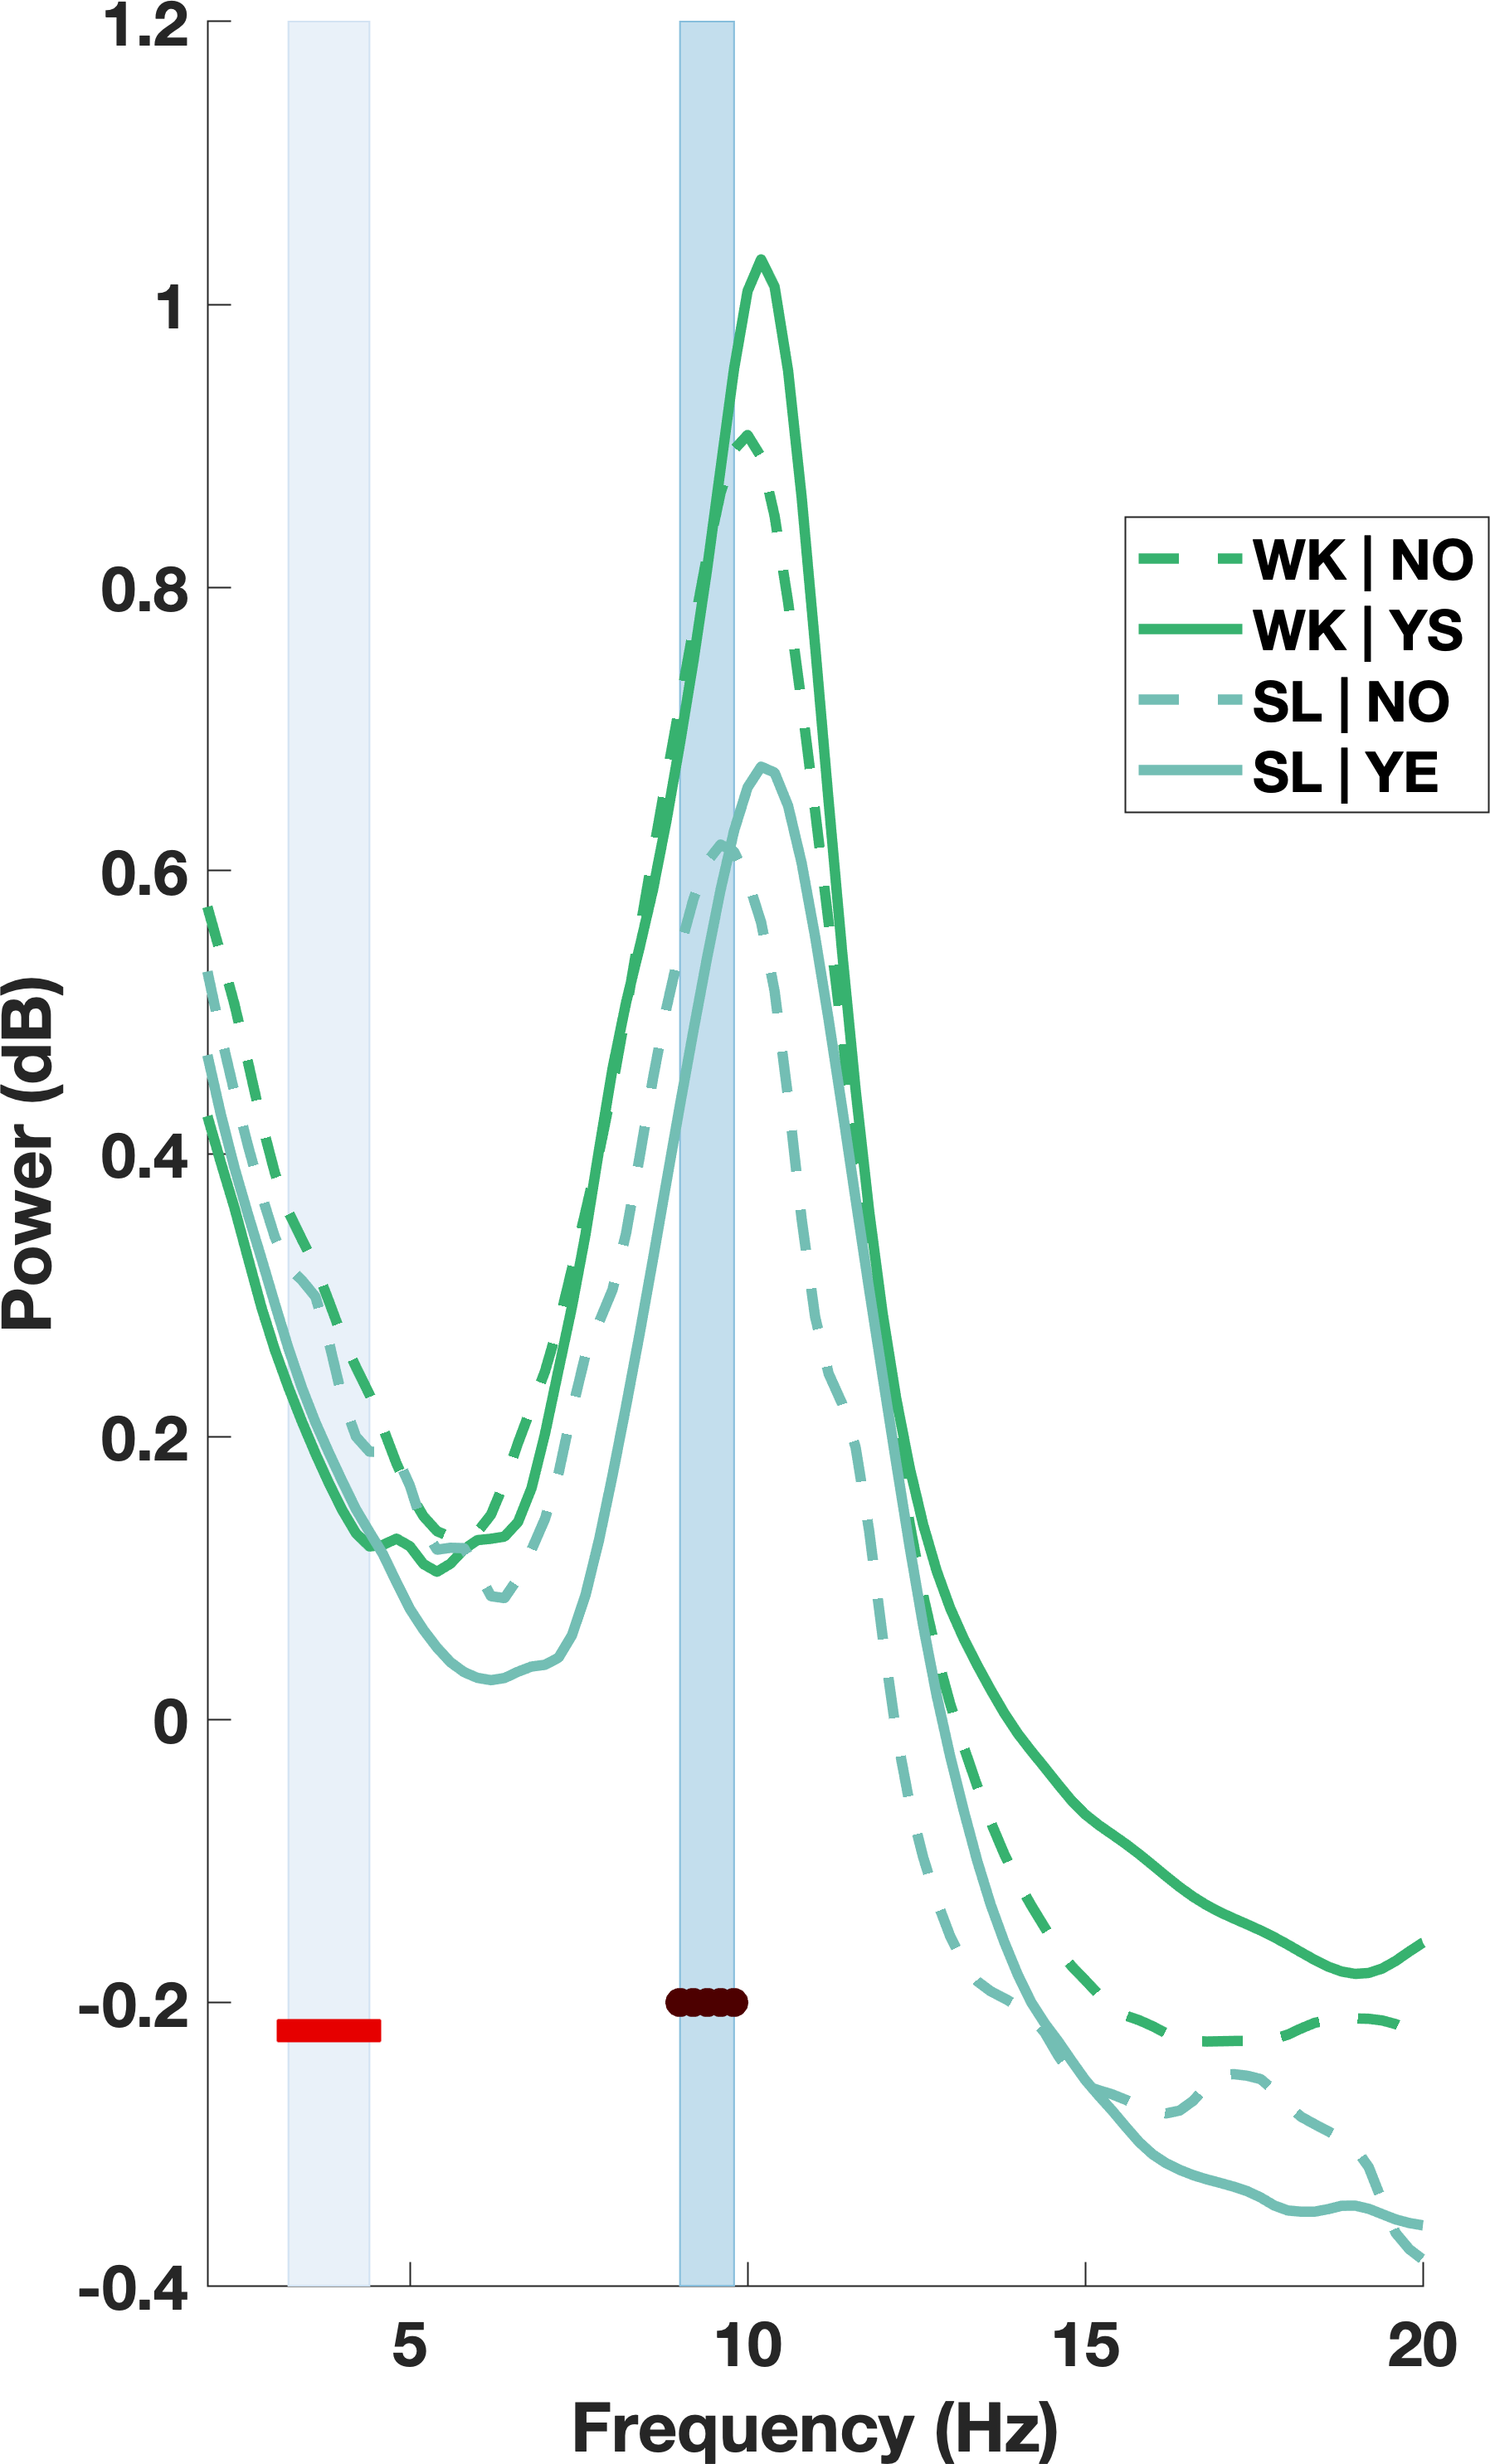 1.2
1
0.8
0.6
0.4
0.2
0
-0.2
-0.4
Power (dB)
WK | NO
WK | YS
SL | NO
SL | YE
5 10 15 20
Frequency (Hz)